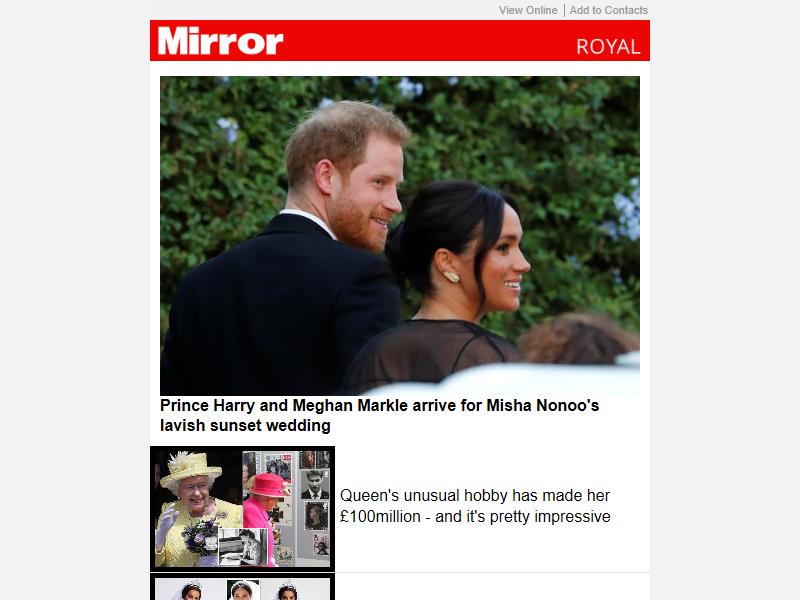 View Online | Add to Contacts
Mirror
ROYAL
Prince Harry and Meghan Markle arrive for Misha Nonoo's
lavish sunset wedding
Queen's unusual hobby has made her
£100million - and it's pretty impressive